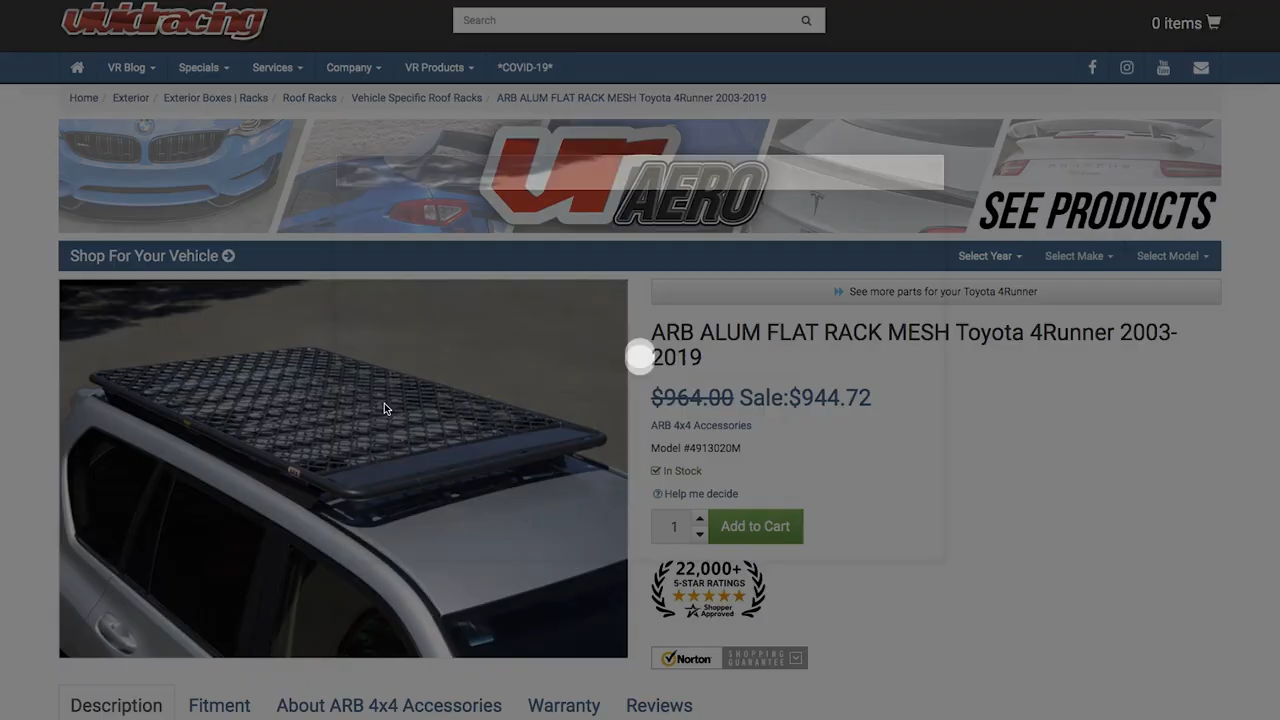 vividracing
Search
0 items
VR Blog
Specials
Services
Company
VR Products
*COVID-19*
Home / Exterior / Exterior Boxes | Racks / Roof Racks / Vehicle Specific Roof Racks / ARB ALUM FLAT RACK MESH Toyota 4Runner 2003-2019
VR
AERO
SEE PRODUCTS
Shop For Your Vehicle
Select Year
Select Make
Select Model
See more parts for your Toyota 4Runner
ARB ALUM FLAT RACK MESH Toyota 4Runner 2003-
2019
$964.00 Sale:$944.72
ARB 4x4 Accessories
Model #4913020M
In Stock
Help me decide
1
Add to Cart
22,000+
5-STAR RATINGS
Shopper
Approved
Norton
SHOPPING
GUARANTEE
Description
Fitment
About ARB 4x4 Accessories
Warranty
Reviews